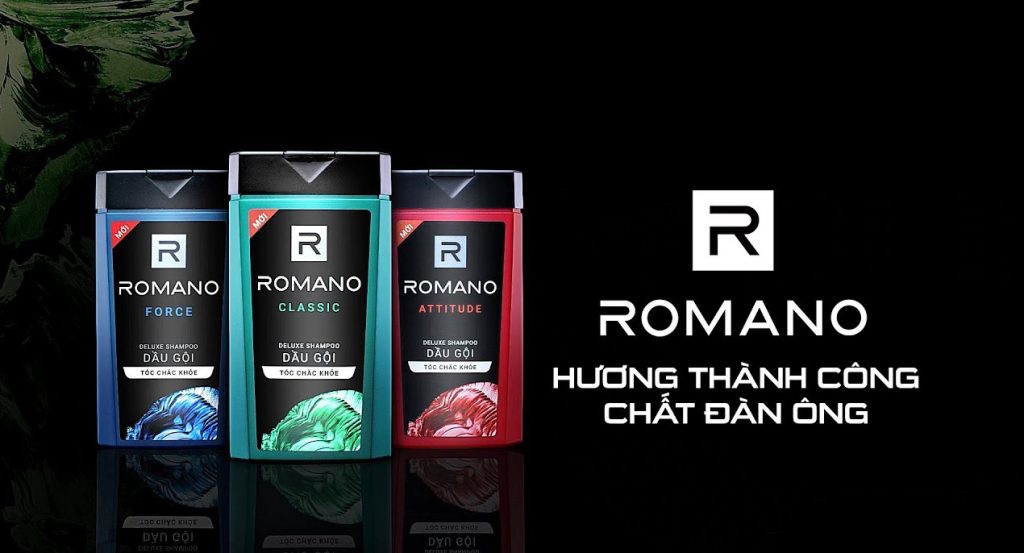 MỚI
R
ROMANO
FORCE
DELUXE SHAMPOO
DẦU GỘI
TÓC CHẮC KHỎE
MỚI
R
ROMANO
CLASSIC
DELUXE SHAMPOO
DẦU GỘI
TÓC CHẮC KHỎE
MỚI
R
ROMANO
ATTITUDE
DELUXE SHAMPOO
DẦU GỘI
TÓC CHẮC KHỎE
R
ROMANO
HƯƠNG THÀNH CÔNG
CHẤT ĐÀN ÔNG